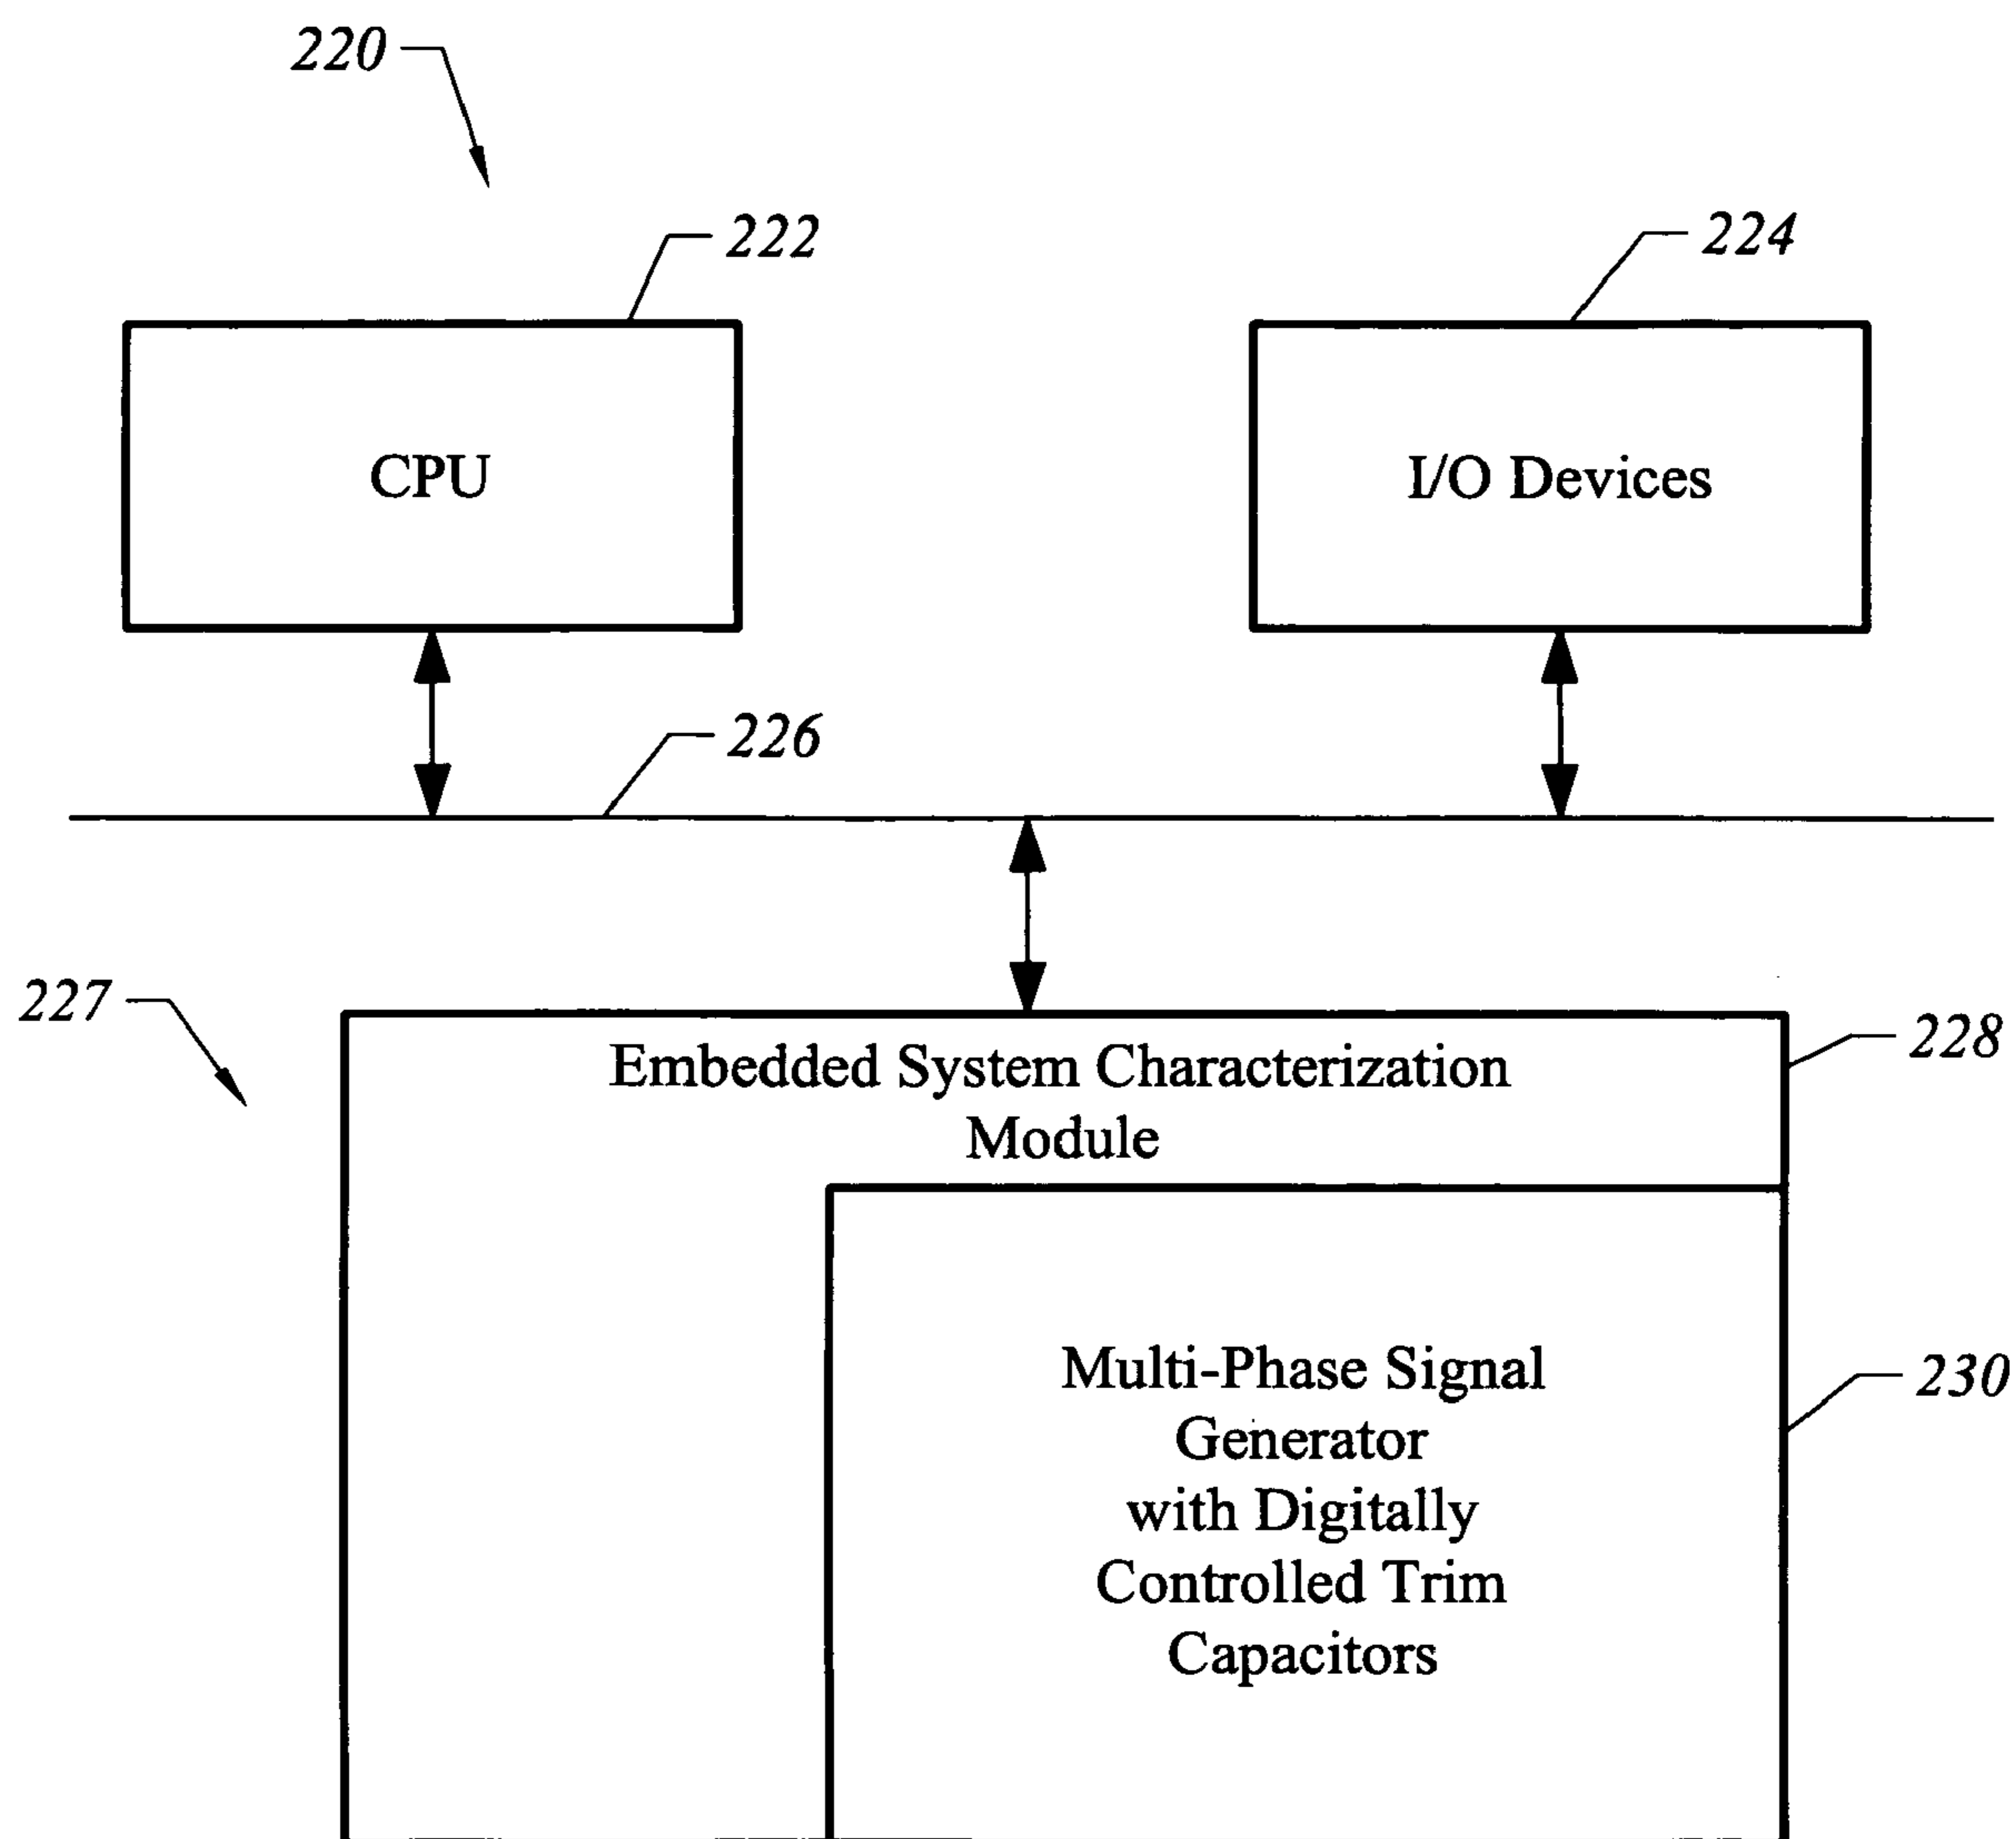 220
222
224
CPU
I/O Devices
226
227
228
Embedded System Characterization
Module
Multi-Phase Signal
Generator
with Digitally
Controlled Trim
Capacitors
230